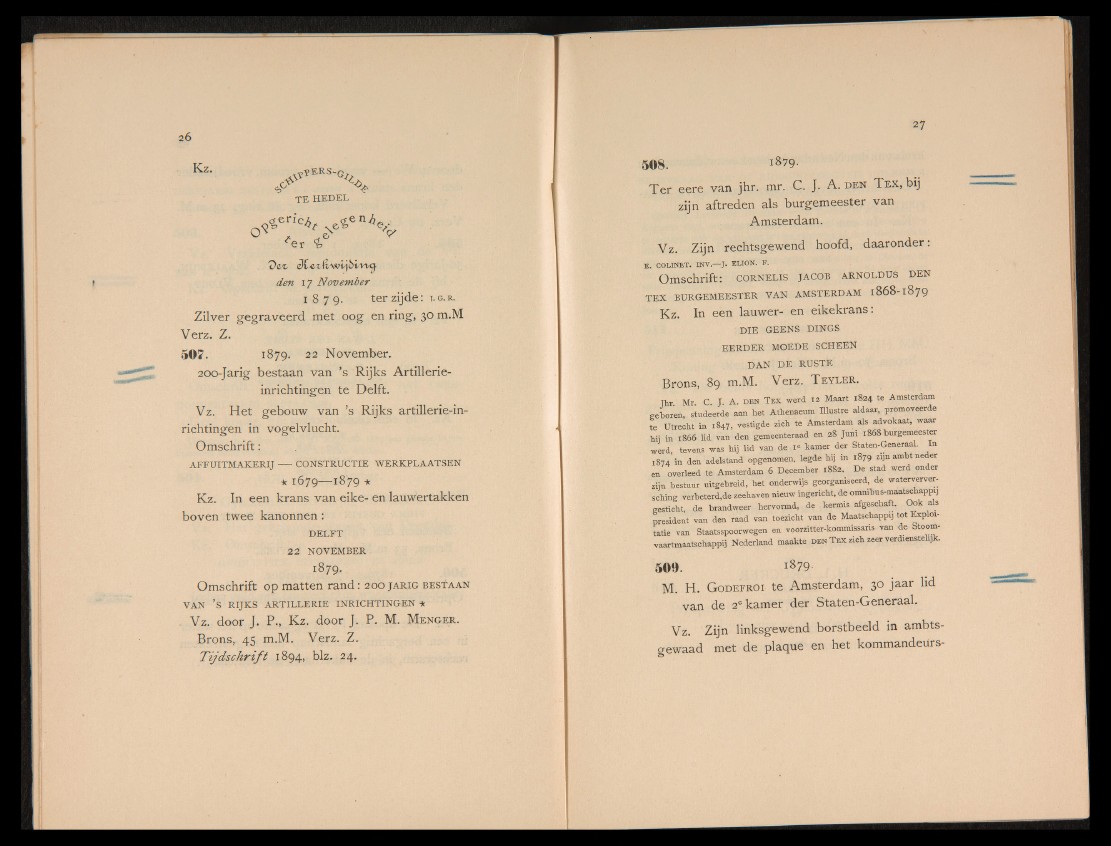 26
Kz.
SCHIPPERS-GILDE
TE HEDEL
Opgericht gelegenheid
ter
Der Herkwijding
den 17 November
1879. ter zijde: J. G. R.
Zilver gegraveerd met oog en ring, 30 m.M
Verz. Z.
507. 1879. 22 November.
200-Jarig bestaan van 's Rijks Artillerie-
inrichtingen te Delft.
Vz. Het gebouw van 's Rijks artillerie-in-
richtingen in vogelvlucht.
Omschrift:
AFFUITMAKERIJ — CONSTRUCTIE WERKPLAATSEN
★ 1679—1879 ★
Kz. In een krans van eike- en lauwertakken
boven twee kanonnen:
DELFT
22 NOVEMBER
1879.
Omschrift op matten rand: 200 JARIG BESTAAN
VAN 'S RIJKS ARTILLERIE INRICHTINGEN ★
Vz. door J. P., Kz. door J. P. M. MENGER.
Brons, 45 m.M. Verz. Z.
Tijdschrift 1894, blz. 24.
27
508. 1879.
Ter eere van jhr. mr. C. J. A. DEN TEX, bij
zijn aftreden als burgemeester van
Amsterdam.
Vz. Zijn rechtsgewend hoofd, daaronder:
E. COLINET. INV.—J. ELION. F.
Omschrift: CORNELIS JACOB ARNOLDUS DEN
TEX BURGEMEESTER VAN AMSTERDAM 1868-1879
Kz. In een lauwer- en eikekrans:
DIE GEENS DINGS
EERDER MOEDE SCHEEN
DAN DE RUSTE
Brons, 89 m.M. Verz. TEYLER.
Jhr. Mr. C. J. A. DEN TEX werd 12 Maart 1824 te Amsterdam
geboren, studeerde aan het Athenaeum Illustre aldaar, promoveerde
te Utrecht in 1847, vestigde zich te Amsterdam als advokaat, waar
hij in 1866 lid van den gemeenteraad en 28 Juni 1868 burgemeester
werd, tevens was hij lid van de 1e kamer der Staten-Generaal. In
1874 in den adelstand opgenomen, legde hij in 1879 zijn ambt neder
en overleed te Amsterdam 6 December 1882. De stad werd onder
zijn bestuur uitgebreid, het onderwijs georganiseerd, de waterverver-
sching verbeterd, de zeehaven nieuw ingericht, de omnibus-maatschappij
gesticht, de brandweer hervormd, de kermis afgeschaft. Ook als
president van den raad van toezicht van de Maatschappij tot Exploi-
tatie van Staatsspoorwegen en voorzitter-kommissaris van de Stoom-
vaartmaatschappij Nederland maakte DEN TEX zich zeer verdienstelijk.
509. 1879.
M. H. GODEFROI te Amsterdam, 30 jaar lid
van de 2e kamer der Staten-Generaal.
Vz. Zijn linksgewend borstbeeld in ambts-
gewaad met de plaque en het kommandeurs-